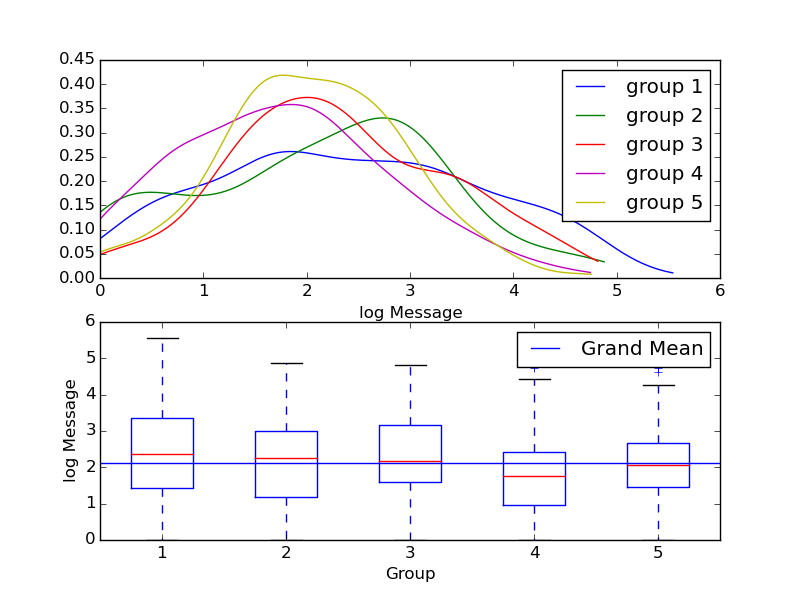 0.45
0.40
0.35
0.30
0.25
0.20
0.15
0.10
0.05
0.00
group 1
group 2
group 3
group 4
group 5
0 1 2 3 4 5 6
log Message
6
5
4
3
2
1
0
log Message
Grand Mean
1 2 3 4 5
Group